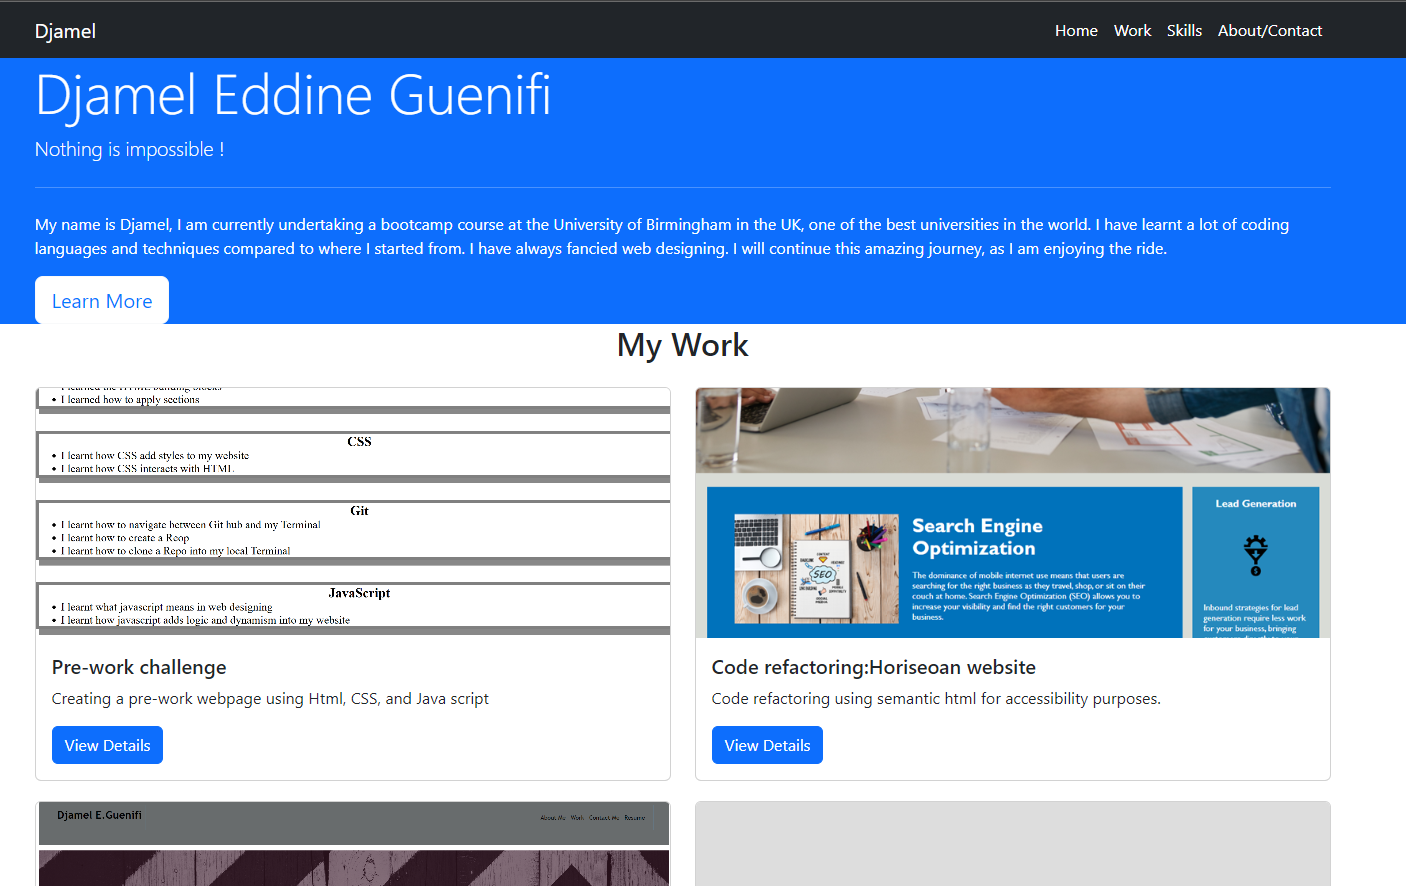 Djamel
Home Work Skills About/Contact
Djamel Eddine Guenifi
Nothing is impossible !
My name is Djamel, I am currently undertaking a bootcamp course at the University of Birmingham in the UK, one of the best universities in the world. I have learnt a lot of coding
languages and techniques compared to where I started from. I have always fancied web designing. I will continue this amazing journey, as I am enjoying the ride.
Learn More
My Work
• I learned how to apply sections
CSS
• I learnt how CSS add styles to my website
• I learnt how CSS interacts with HTML
Git
• I learnt how to navigate between Git hub and my Terminal
• I learnt how to create a Reop
• I learnt how to clone a Repo into my local Terminal
JavaScript
• I learnt what javascript means in web designing
• I learnt how javascript adds logic and dynamism into my website
Pre-work challenge
Creating a pre-work webpage using Html, CSS, and Java script
View Details
Search Engine
Optimization
The dominance of mobile internet use means that users are
searching for the right business as they travel, shop, or sit on their
couch at home. Search Engine Optimization (SEO) allows you to
increase your visibility and find the right customers for your
business.
SEO
Lead Generation
Inbound strategies for lead
generation require less work
for your business, bringing
Code refactoring:Horiseoan website
Code refactoring using semantic html for accessibility purposes.
View Details
Djamel E.Guenifi
About Me Work Contact Me Resume